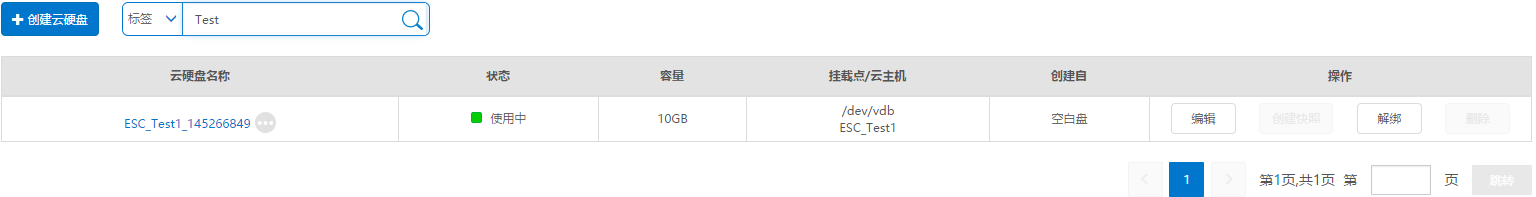 创建云硬盘 标签 Test
云硬盘名称 状态 容量 挂载点/云主机 创建自 操作
ESC_Test1_145266849 使用中 10GB /dev/vdb 空白盘 编辑 创建快照 解绑 删除
ESC_Test1
1 第1页,共1页 第 页 跳转